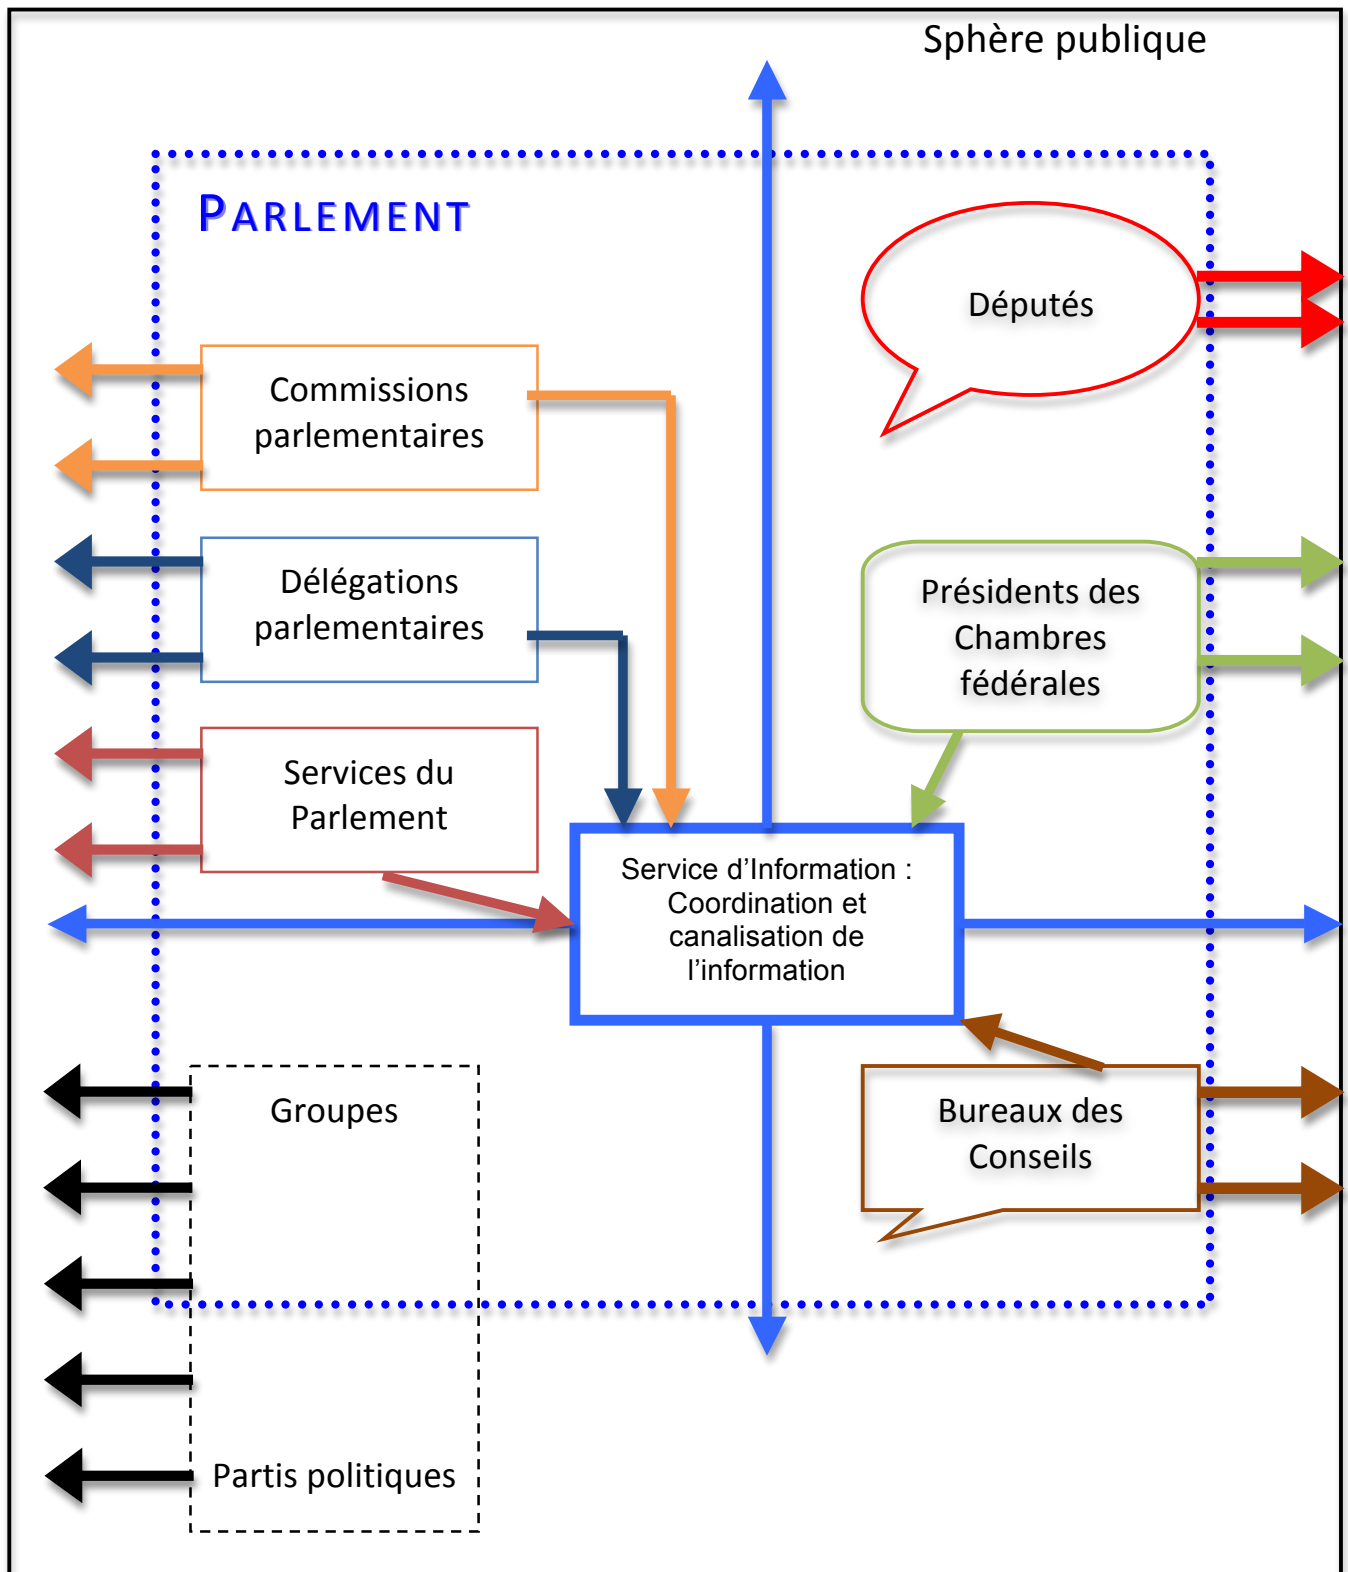 Sphère publique
PARLEMENT
Députés
Commissions
parlementaires
Délégations
parlementaires
Présidents des
Chambres
fédérales
Services du
Parlement
Service d’Information :
Coordination et
canalisation de
l’information
Groupes
Bureaux des
Conseils
Partis politiques